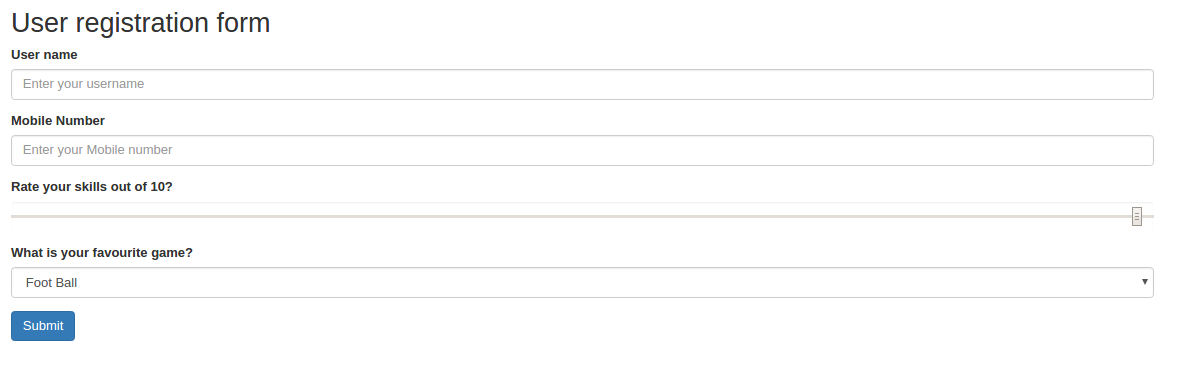 User registration form
User name
Enter your username
Mobile Number
Enter your Mobile number
Rate your skills out of 10?
What is your favourite game?
Foot Ball
Submit